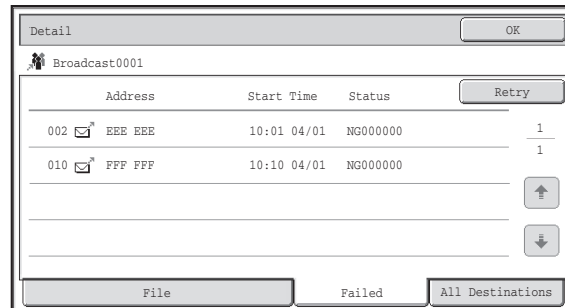 Detail OK
Broadcast0001
Address Start Time Status Retry
002 EEE EEE 10:01 04/01 NG000000
1
1
010 FFF FFF 10:10 04/01 NG000000
File Failed All Destinations